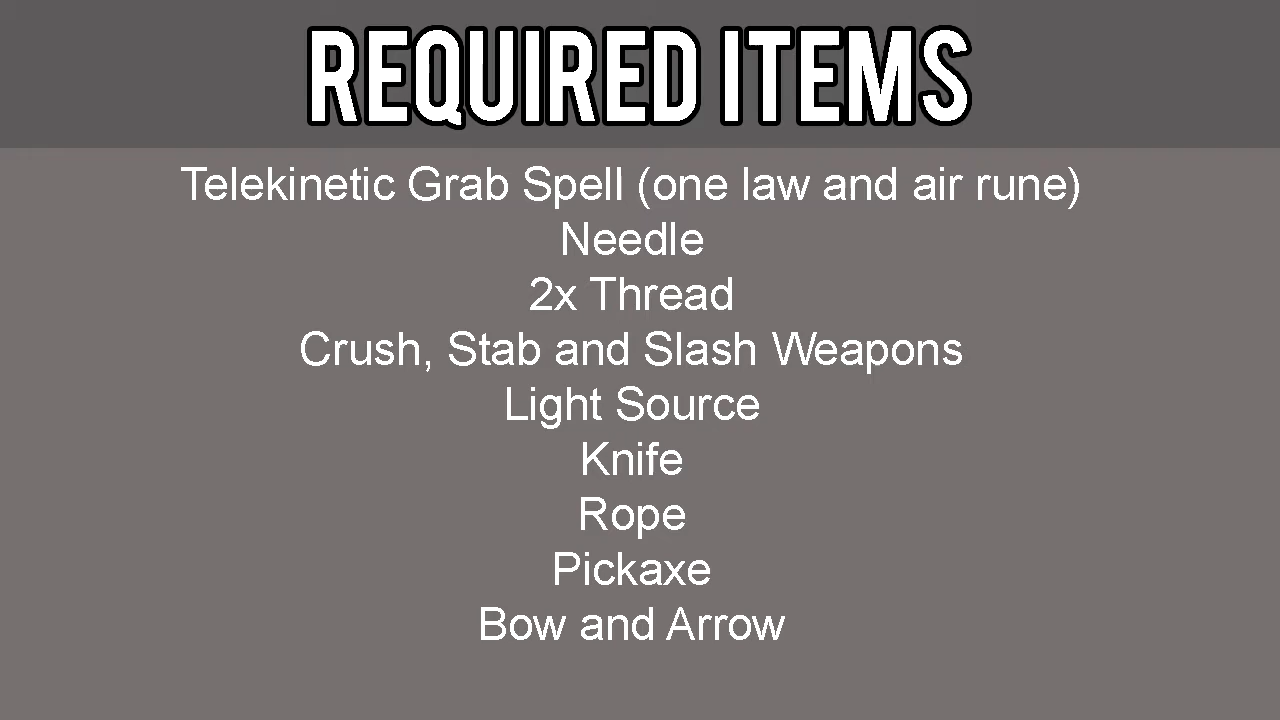 REQUIRED ITEMS
Telekinetic Grab Spell (one law and air rune)
Needle
2x Thread
Crush, Stab and Slash Weapons
Light Source
Knife
Rope
Pickaxe
Bow and Arrow